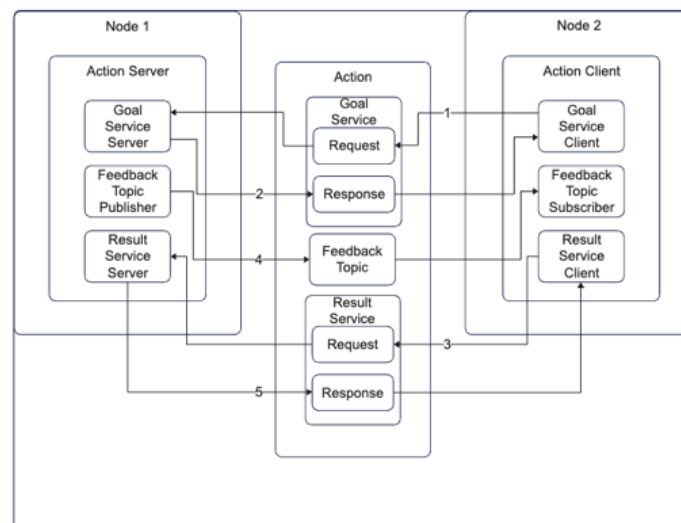 Node 1
Node 2
Action Server
Action
Action Client
Goal
Service
Server
Goal
Service
Request
1
Goal
Service
Client
Feedback
Topic
Publisher
2
Response
Feedback
Topic
Subscriber
4
Feedback
Topic
Result
Service
Server
Result
Service
Client
Result
Service
Request
3
5
Response